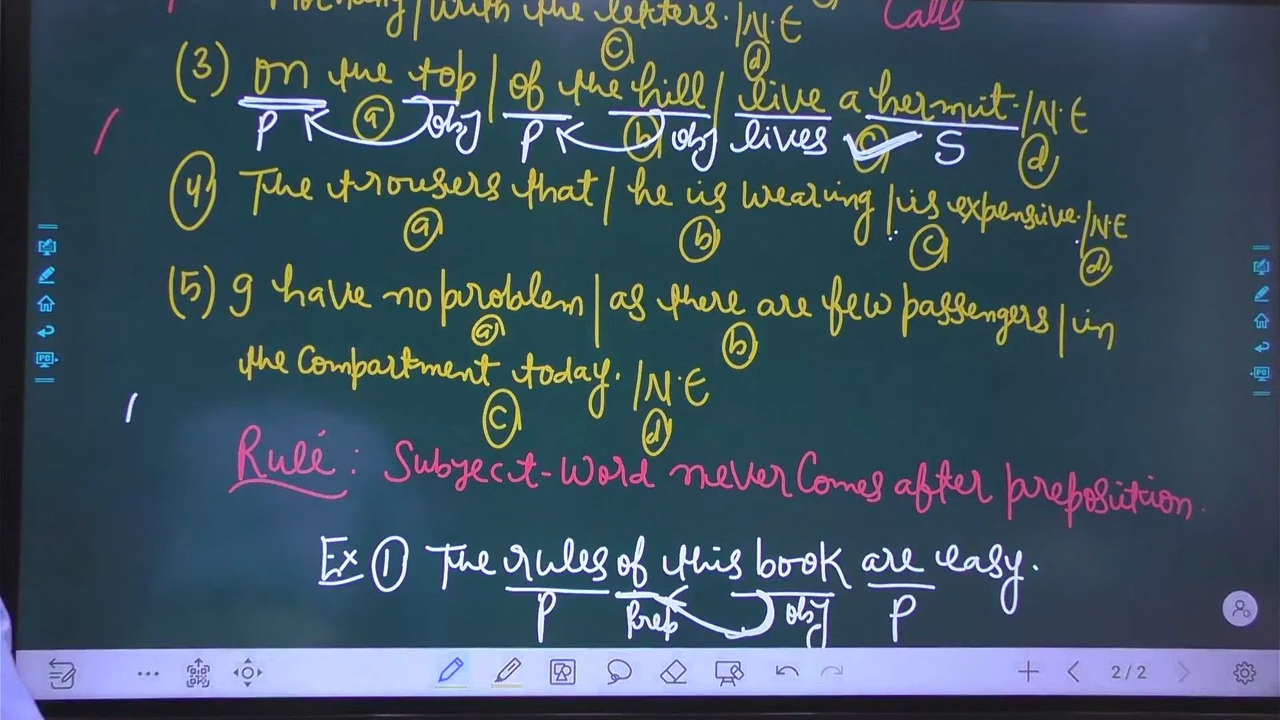 with the letters. / N.E Calls
(c) (d)
(3) on the top / of the hill / live a hermit. / N.E
P (a) obj P (b) obj lives (c) S (d)
(4) The trousers that / he is wearing / is expensive. / N.E
(a) (b) (c) (d)
(5) I have no problem / as there are few passengers / in
(a) (b)
the Compartment today. / N.E
(c) (d)
Rule: Subject-Word never Comes after preposition.
Ex (1) The rules of this book are easy.
P Prep obj P
2/2